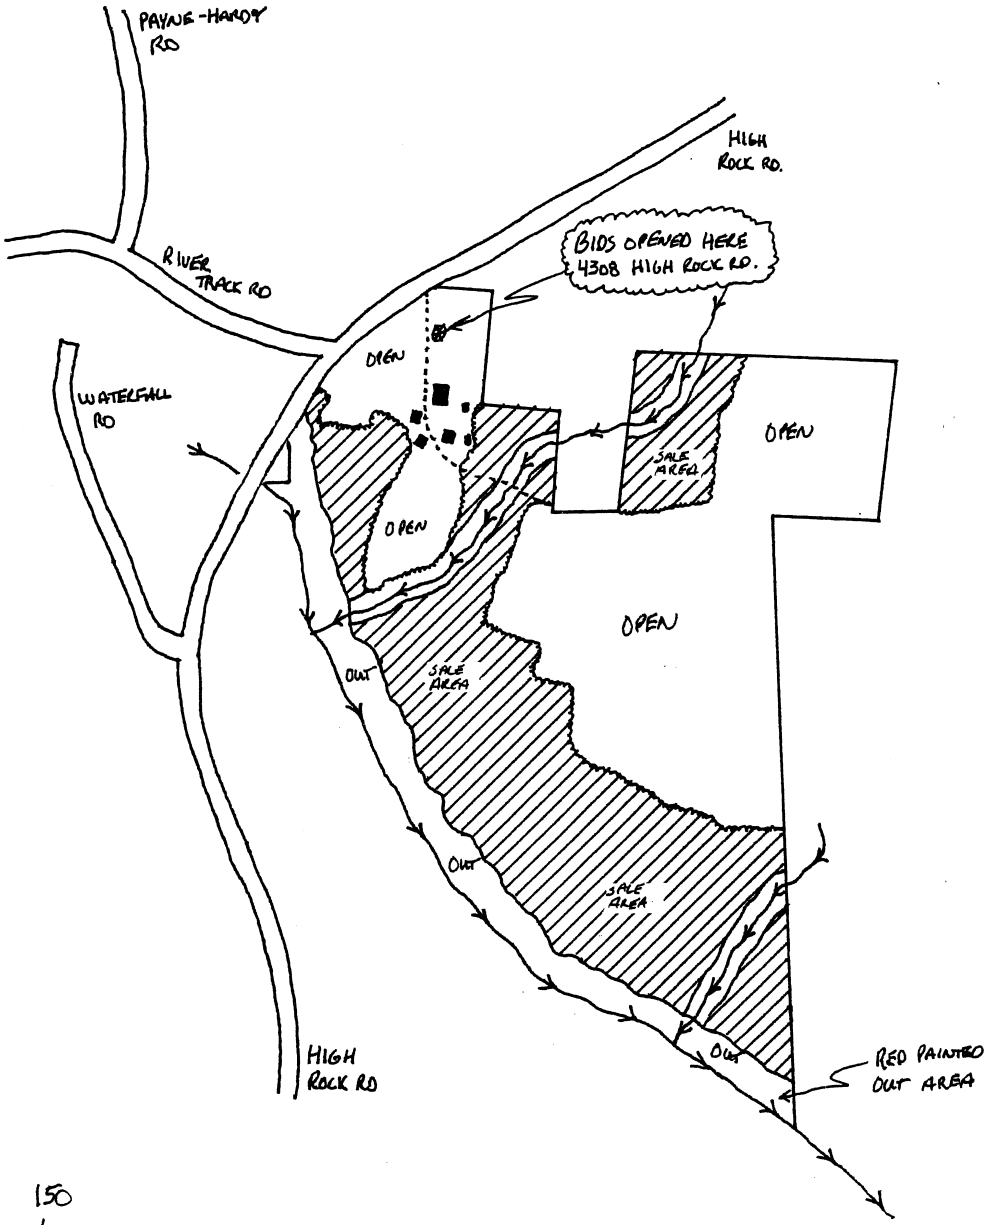 PAYNE-HARDY
RD
HIGH
ROCK RD.
BIDS OPENED HERE
4308 HIGH ROCK RD.
RIVER
TRACK RD
OPEN
WATERFALL
RD
SALE
AREA
OPEN
OPEN
OPEN
OUT
SALE
AREA
OUT
SALE
AREA
HIGH
ROCK RD
OUT
RED PAINTED
OUT AREA
150